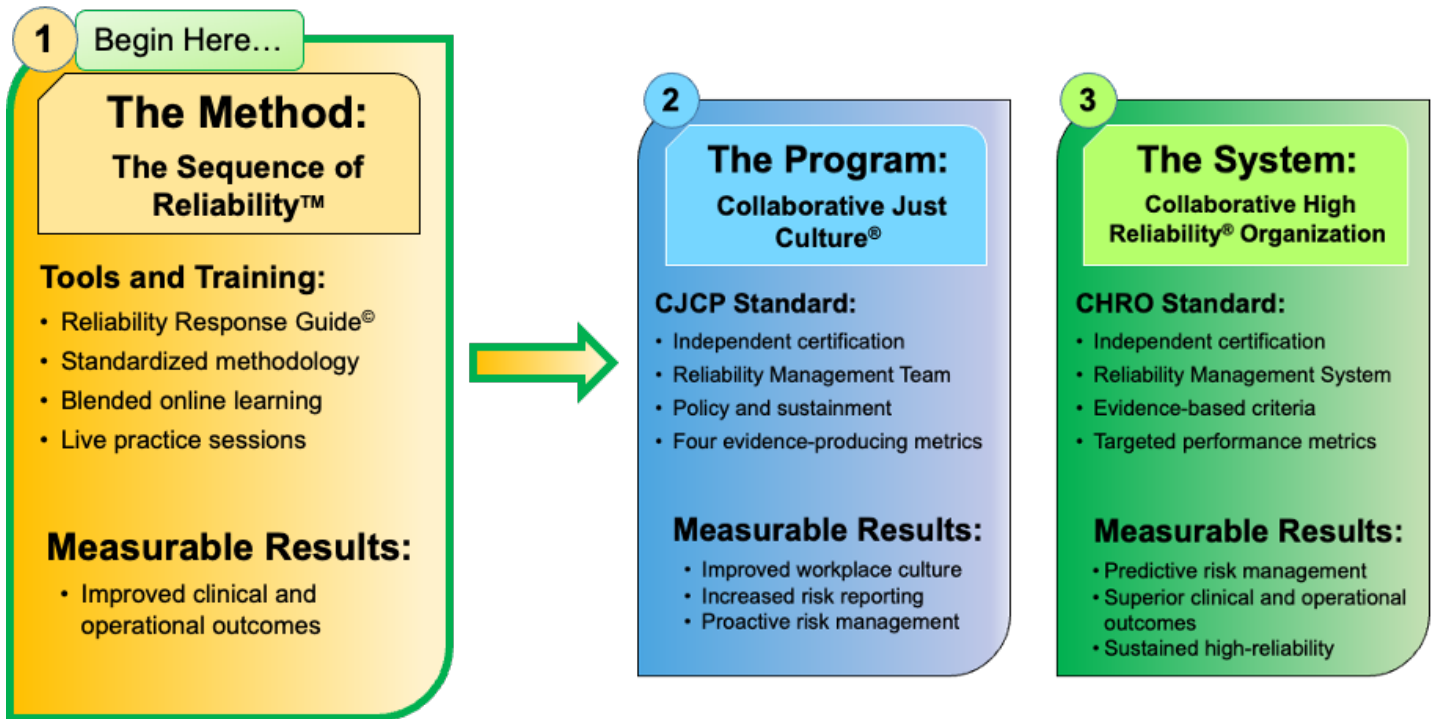 1
Begin Here…
The Method:
The Sequence of
Reliability™
Tools and Training:
• Reliability Response Guide©
• Standardized methodology
• Blended online learning
• Live practice sessions
Measurable Results:
• Improved clinical and
operational outcomes
2
The Program:
Collaborative Just
Culture®
CJCP Standard:
• Independent certification
• Reliability Management Team
• Policy and sustainment
• Four evidence-producing metrics
Measurable Results:
• Improved workplace culture
• Increased risk reporting
• Proactive risk management
3
The System:
Collaborative High
Reliability® Organization
CHRO Standard:
• Independent certification
• Reliability Management System
• Evidence-based criteria
• Targeted performance metrics
Measurable Results:
• Predictive risk management
• Superior clinical and operational
outcomes
• Sustained high-reliability